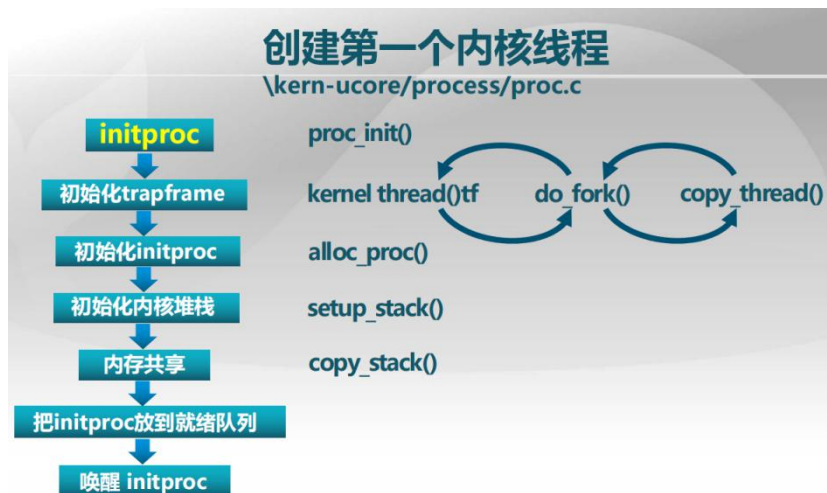 创建第一个内核线程
\kern-ucore/process/proc.c
initproc proc_init()
初始化trapframe kernel thread()tf do_fork() copy_thread()
初始化initproc alloc_proc()
初始化内核堆栈 setup_stack()
内存共享 copy_stack()
把initproc放到就绪队列
唤醒 initproc